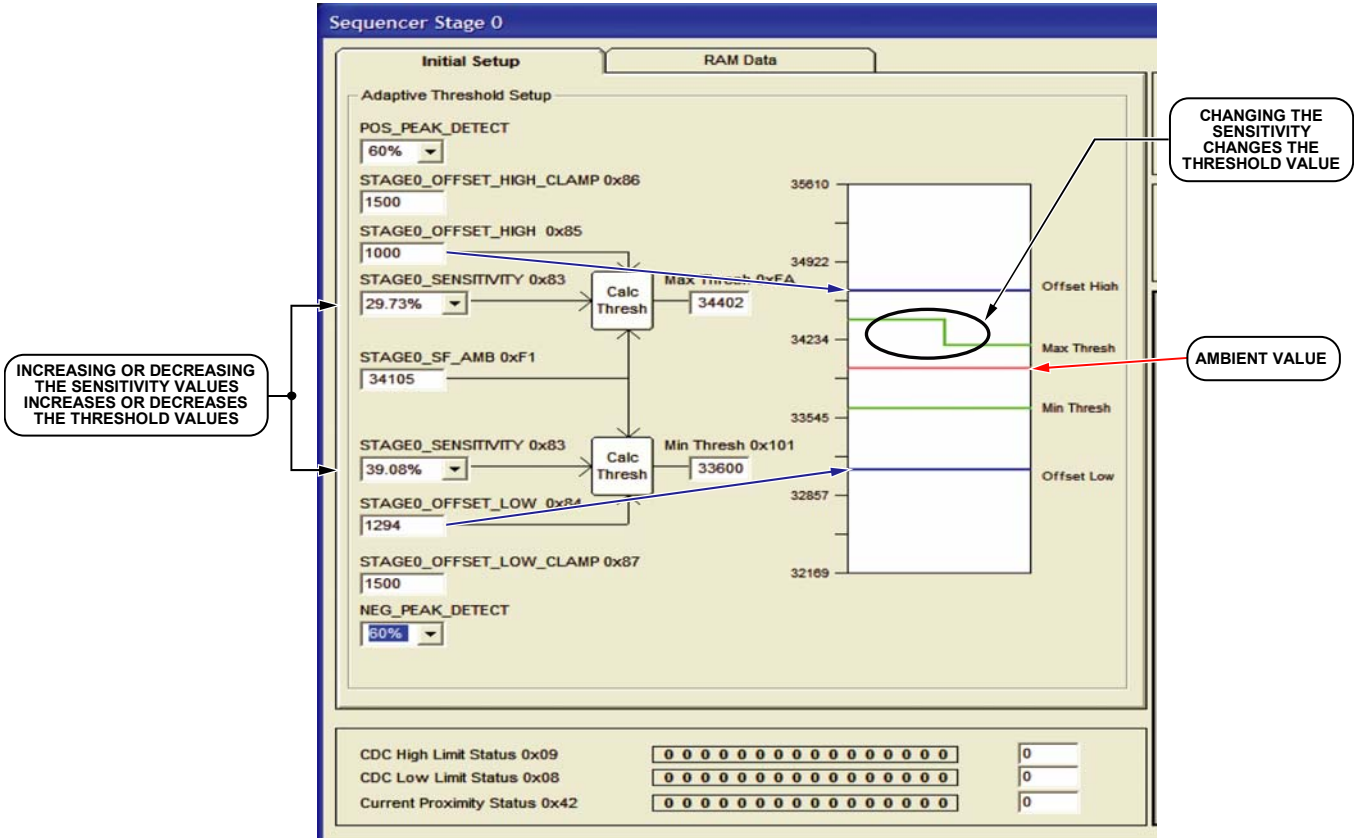 Sequencer Stage 0
Initial Setup
RAM Data
Adaptive Threshold Setup
POS_PEAK_DETECT
60%
STAGE0_OFFSET_HIGH_CLAMP 0x86
1500
STAGE0_OFFSET_HIGH 0x85
1000
STAGE0_SENSITIVITY 0x83
29.73%
Calc
Thresh
Max Thresh 0xFA
34402
STAGE0_SF_AMB 0xF1
34105
STAGE0_SENSITIVITY 0x83
39.08%
Calc
Thresh
Min Thresh 0x101
33600
STAGE0_OFFSET_LOW 0x84
1294
STAGE0_OFFSET_LOW_CLAMP 0x87
1500
NEG_PEAK_DETECT
60%
35610
34922
34234
33545
32857
32169
Offset High
Max Thresh
Min Thresh
Offset Low
CHANGING THE
SENSITIVITY
CHANGES THE
THRESHOLD VALUE
AMBIENT VALUE
INCREASING OR DECREASING
THE SENSITIVITY VALUES
INCREASES OR DECREASES
THE THRESHOLD VALUES
CDC High Limit Status 0x09
0 0 0 0 0 0 0 0 0 0 0 0 0 0 0 0
0
CDC Low Limit Status 0x08
0 0 0 0 0 0 0 0 0 0 0 0 0 0 0 0
0
Current Proximity Status 0x42
0 0 0 0 0 0 0 0 0 0 0 0 0 0 0 0
0